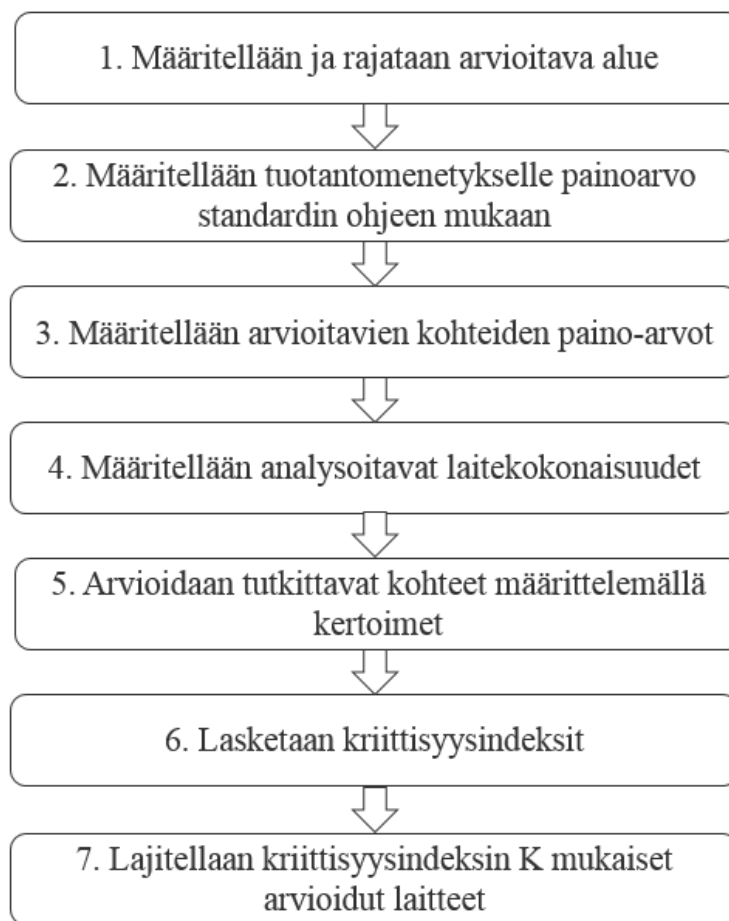 1. Määritellään ja rajataan arvioitava alue
2. Määritellään tuotantomenetykselle painoarvo
standardin ohjeen mukaan
3. Määritellään arvioitavien kohteiden paino-arvot
4. Määritellään analysoitavat laitekokonaisuudet
5. Arvioidaan tutkittavat kohteet määrittelemällä
kertoimet
6. Lasketaan kriittisyysindeksit
7. Lajitellaan kriittisyysindeksin K mukaiset
arvioidut laitteet